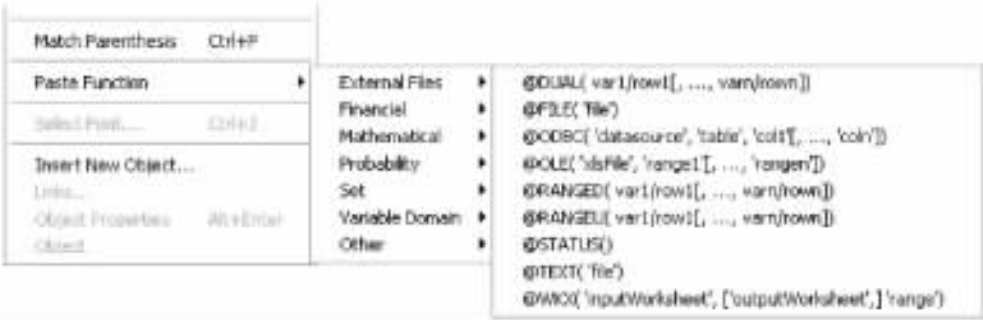 Match Parenthesis Ctrl+P
Paste Function
Select Font...
Insert New Object...
Links...
Object Properties Alt+Enter
Object
External Files
Financial
Mathematical
Probability
Set
Variable Domain
Other
@DUAL( var1/row1[, ..., varn/rown])
@FILE( 'file')
@ODBC( 'datasource', 'table', 'col1'[, ..., 'coln'])
@OLE( 'xlsFile', 'range1'[, ..., 'rangen'])
@RANGED( var1/row1[, ..., varn/rown])
@RANGEU( var1/row1[, ..., varn/rown])
@STATUS()
@TEXT( 'file')
@WKX( 'inputWorksheet', ['outputWorksheet',] 'range')